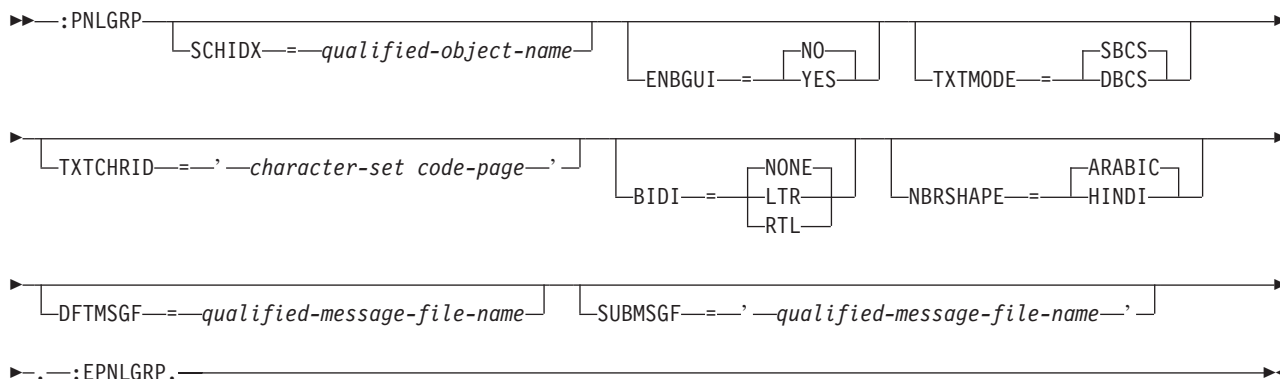 :PNLGRP
SCHIDX = qualified-object-name
ENBGUI = NO
YES
TXTMODE = SBCS
DBCS
TXTCHRID = ’ character-set code-page ’
BIDI = NONE
LTR
RTL
NBRSHAPE = ARABIC
HINDI
DFTMSGF = qualified-message-file-name
SUBMSGF = ’ qualified-message-file-name ’
. :EPNLGRP.